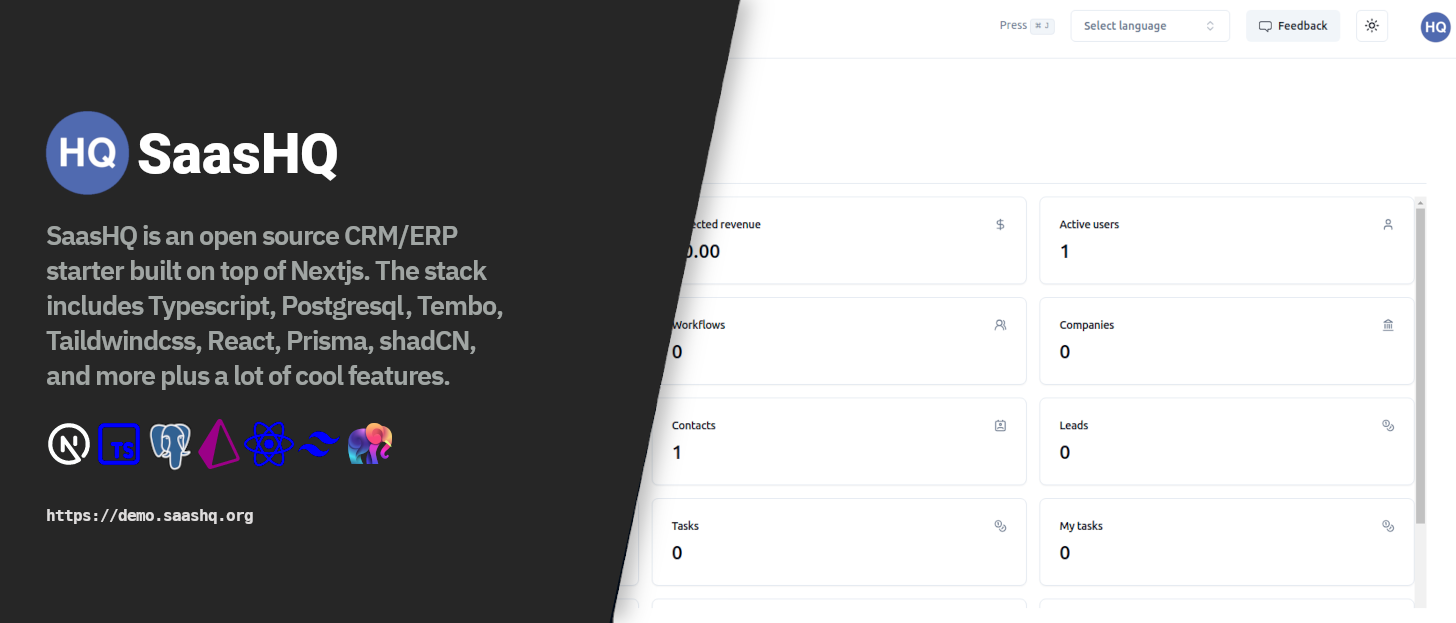 Press ⌘ J
Select language
Feedback
HQ
HQ SaasHQ
SaasHQ is an open source CRM/ERP
starter built on top of Nextjs. The stack
includes Typescript, Postgresql, Tembo,
Taildwindcss, React, Prisma, shadCN,
and more plus a lot of cool features.
N TS
https://demo.saashq.org
revenue
0.00
Active users
1
Workflows
0
Companies
0
Contacts
1
Leads
0
Tasks
0
My tasks
0